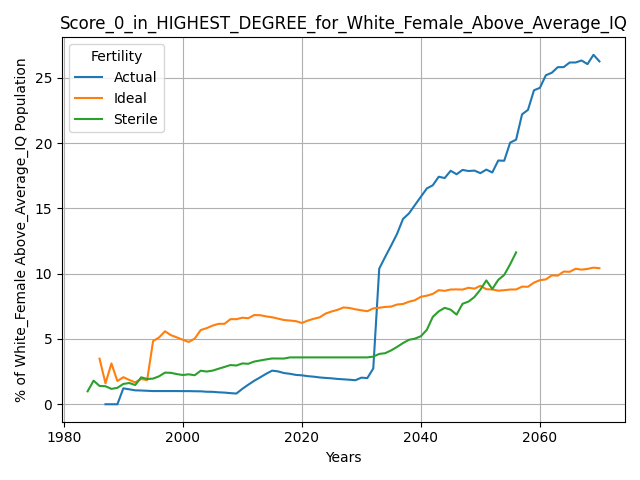 Score_0_in_HIGHEST_DEGREE_for_White_Female_Above_Average_IQ
Fertility
Actual
Ideal
Sterile
% of White_Female Above_Average_IQ Population
25
20
15
10
5
0
1980 2000 2020 2040 2060
Years